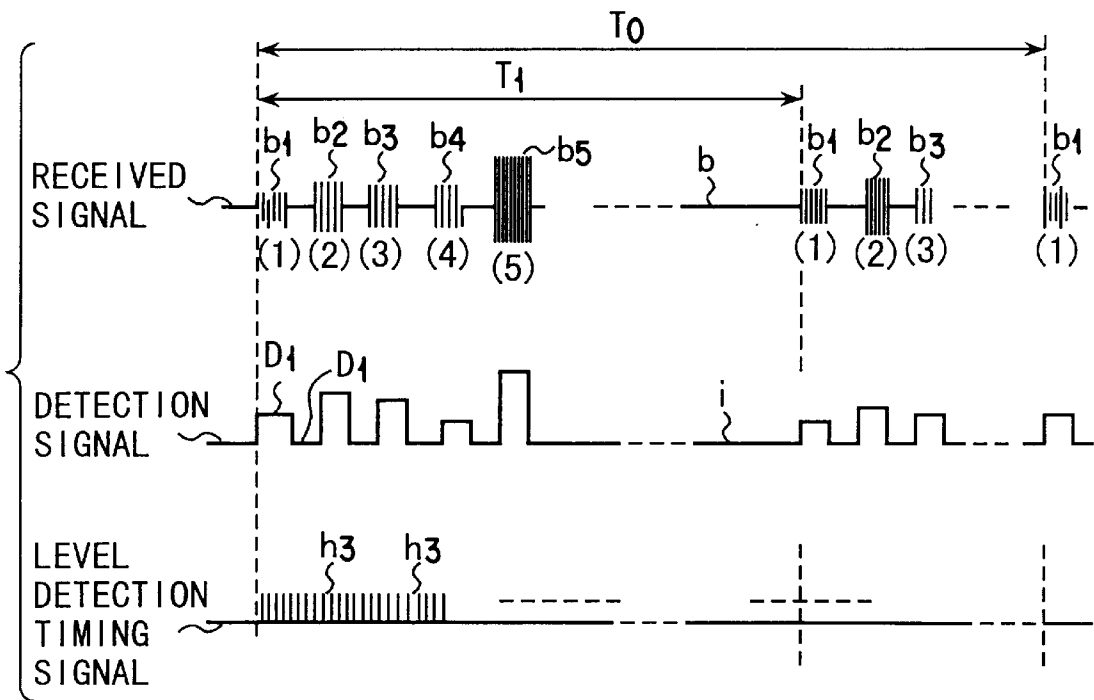 T0
T1
b1 b2 b3 b4 b5 b b1 b2 b3 b1
RECEIVED
SIGNAL
(1) (2) (3) (4) (5) (1) (2) (3) (1)
D1 D1 i
DETECTION
SIGNAL
LEVEL
DETECTION
TIMING
SIGNAL
h3 h3